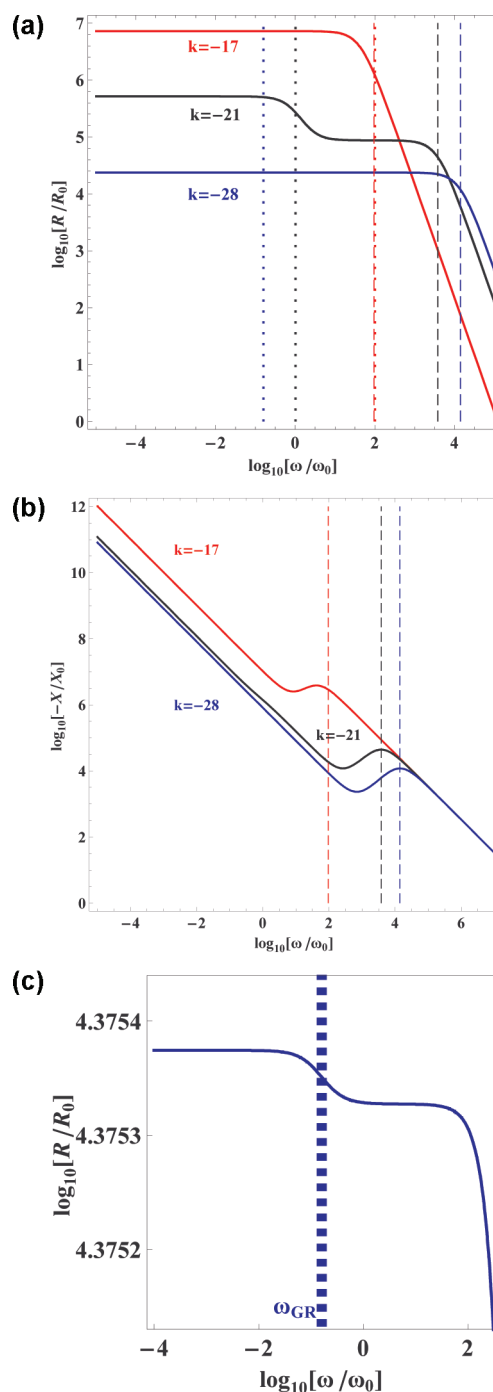 (a)
7
6
5
4
3
2
1
0
k=−17
k=−21
k=−28
log10[R/R0]
−4 −2 0 2 4
log10[ω/ω0]
(b)
12
10
8
6
4
2
0
k=−17
k=−28
k=−21
log10[−X/X0]
−4 −2 0 2 4 6
log10[ω/ω0]
(c)
4.3754
4.3753
4.3752
log10[R/R0]
ωGR
−4 −2 0 2
log10[ω/ω0]